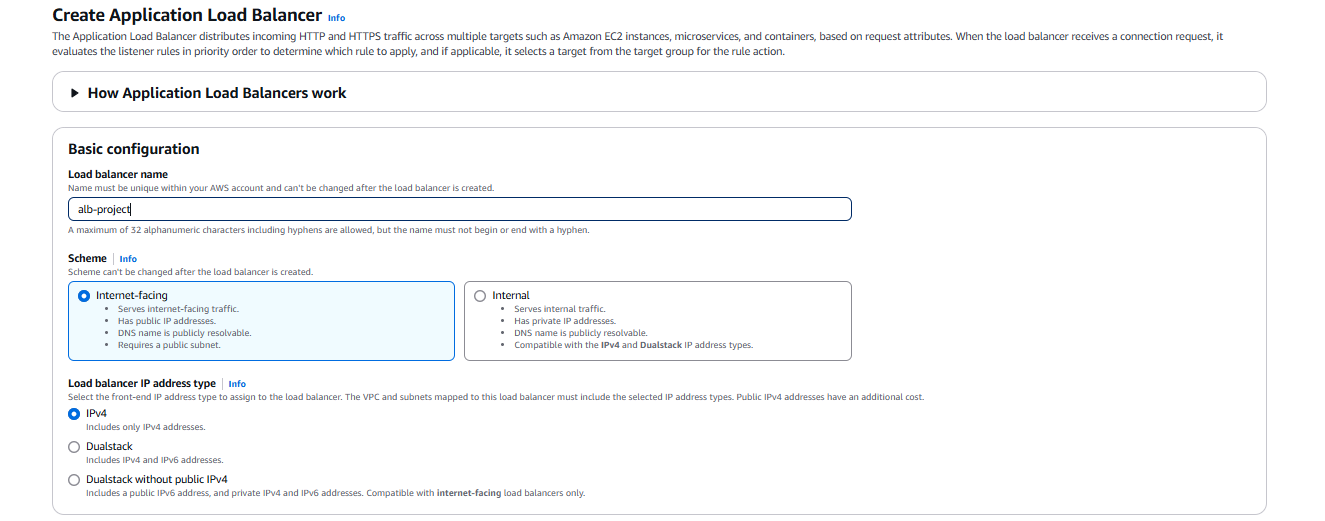 Create Application Load Balancer Info
The Application Load Balancer distributes incoming HTTP and HTTPS traffic across multiple targets such as Amazon EC2 instances, microservices, and containers, based on request attributes. When the load balancer receives a connection request, it
evaluates the listener rules in priority order to determine which rule to apply, and if applicable, it selects a target from the target group for the rule action.
How Application Load Balancers work
Basic configuration
Load balancer name
Name must be unique within your AWS account and can't be changed after the load balancer is created.
alb-project
A maximum of 32 alphanumeric characters including hyphens are allowed, but the name must not begin or end with a hyphen.
Scheme Info
Scheme can't be changed after the load balancer is created.
Internet-facing
• Serves internet-facing traffic.
• Has public IP addresses.
• DNS name is publicly resolvable.
• Requires a public subnet.
Internal
• Serves internal traffic.
• Has private IP addresses.
• DNS name is publicly resolvable.
• Compatible with the IPv4 and Dualstack IP address types.
Load balancer IP address type Info
Select the front-end IP address type to assign to the load balancer. The VPC and subnets mapped to this load balancer must include the selected IP address types. Public IPv4 addresses have an additional cost.
IPv4
Includes only IPv4 addresses.
Dualstack
Includes IPv4 and IPv6 addresses.
Dualstack without public IPv4
Includes a public IPv6 address, and private IPv4 and IPv6 addresses. Compatible with internet-facing load balancers only.